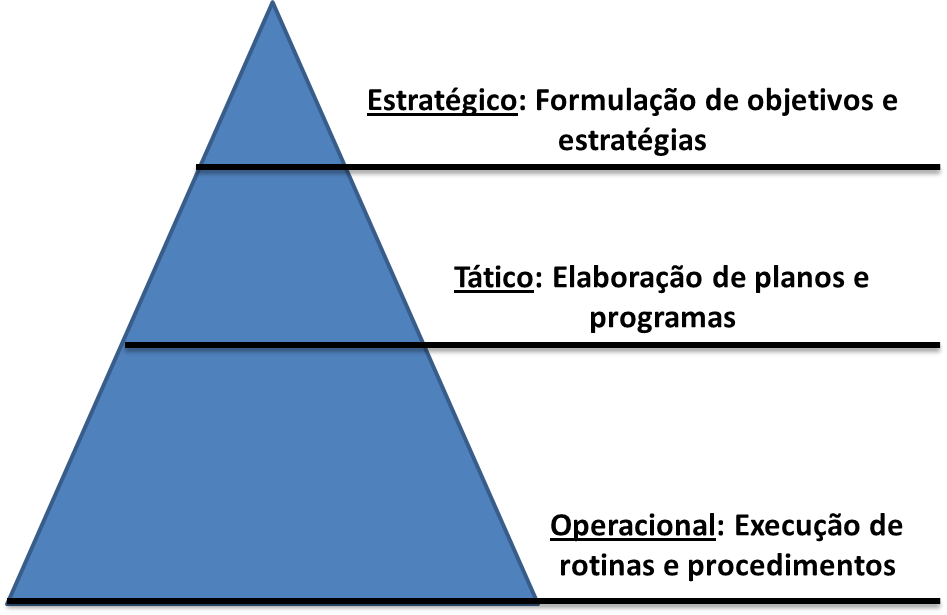 Estratégico: Formulação de objetivos e
estratégias
Tático: Elaboração de planos e
programas
Operacional: Execução de
rotinas e procedimentos